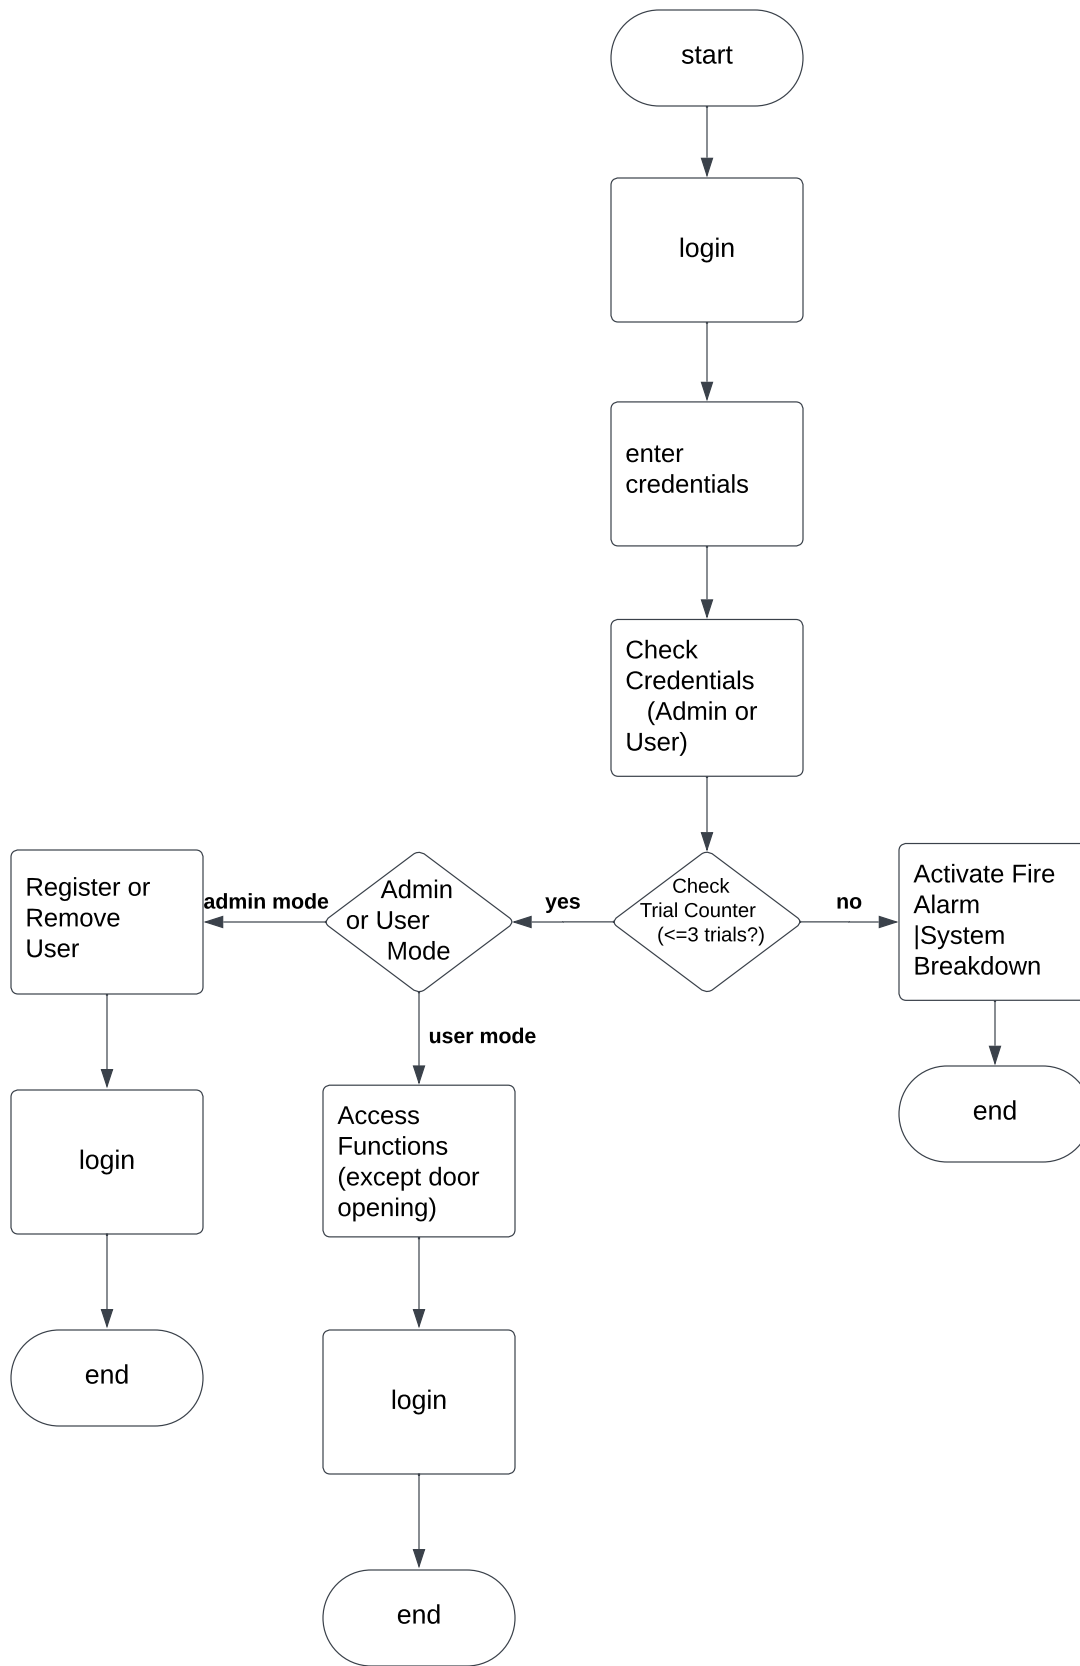 start
login
enter
credentials
Check
Credentials
(Admin or
User)
Check
Trial Counter
(<=3 trials?)
yes
no
Admin
or User
Mode
admin mode
user mode
Register or
Remove
User
login
end
Access
Functions
(except door
opening)
login
end
Activate Fire
Alarm
|System
Breakdown
end